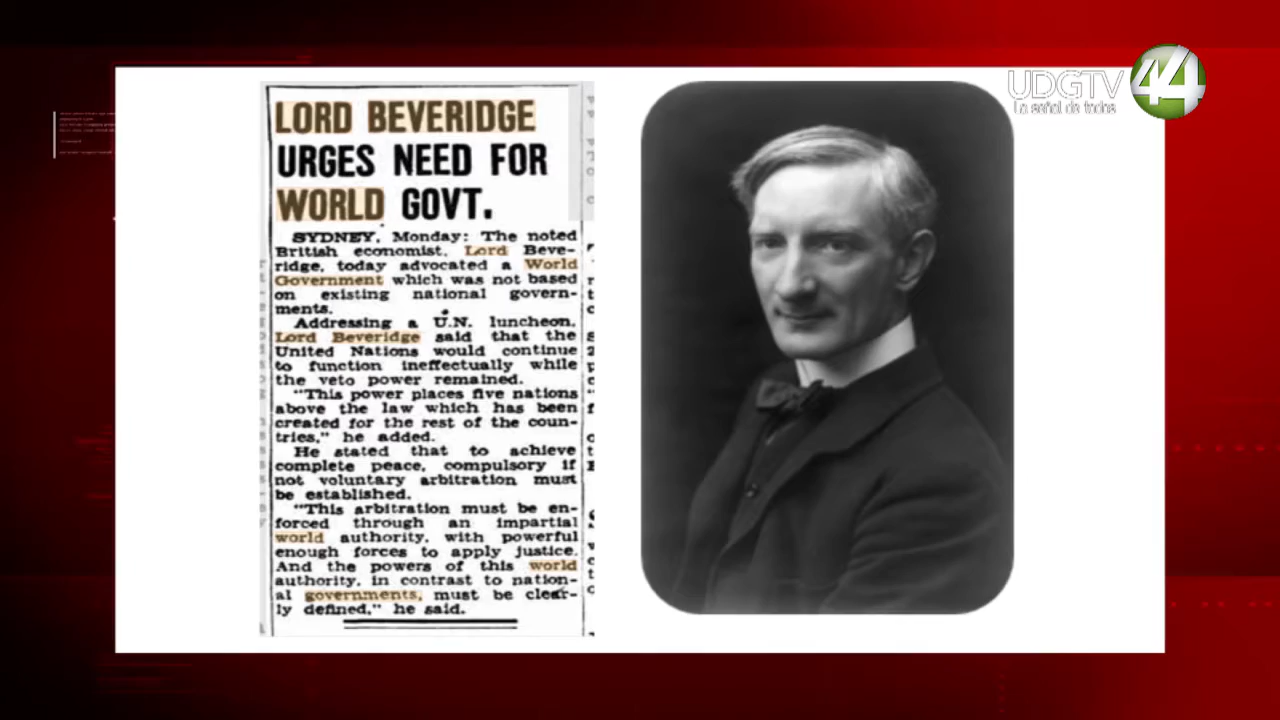 LORD BEVERIDGE
URGES NEED FOR
WORLD GOVT.
SYDNEY, Monday: The noted
British economist, Lord Beve-
ridge, today advocated a World
Government which was not based
on existing national govern-
ments.
Addressing a U.N. luncheon,
Lord Beveridge said that the
United Nations would continue
to function ineffectually while
the veto power remained.
"This power places five nations
above the law which has been
created for the rest of the coun-
tries," he added.
He stated that to achieve
complete peace, compulsory if
not voluntary arbitration must
be established.
"This arbitration must be en-
forced through an impartial
world authority, with powerful
enough forces to apply justice.
And the powers of this world
authority, in contrast to nation-
al governments, must be clear-
ly defined," he said.
UDGTV 44
La señal de todos